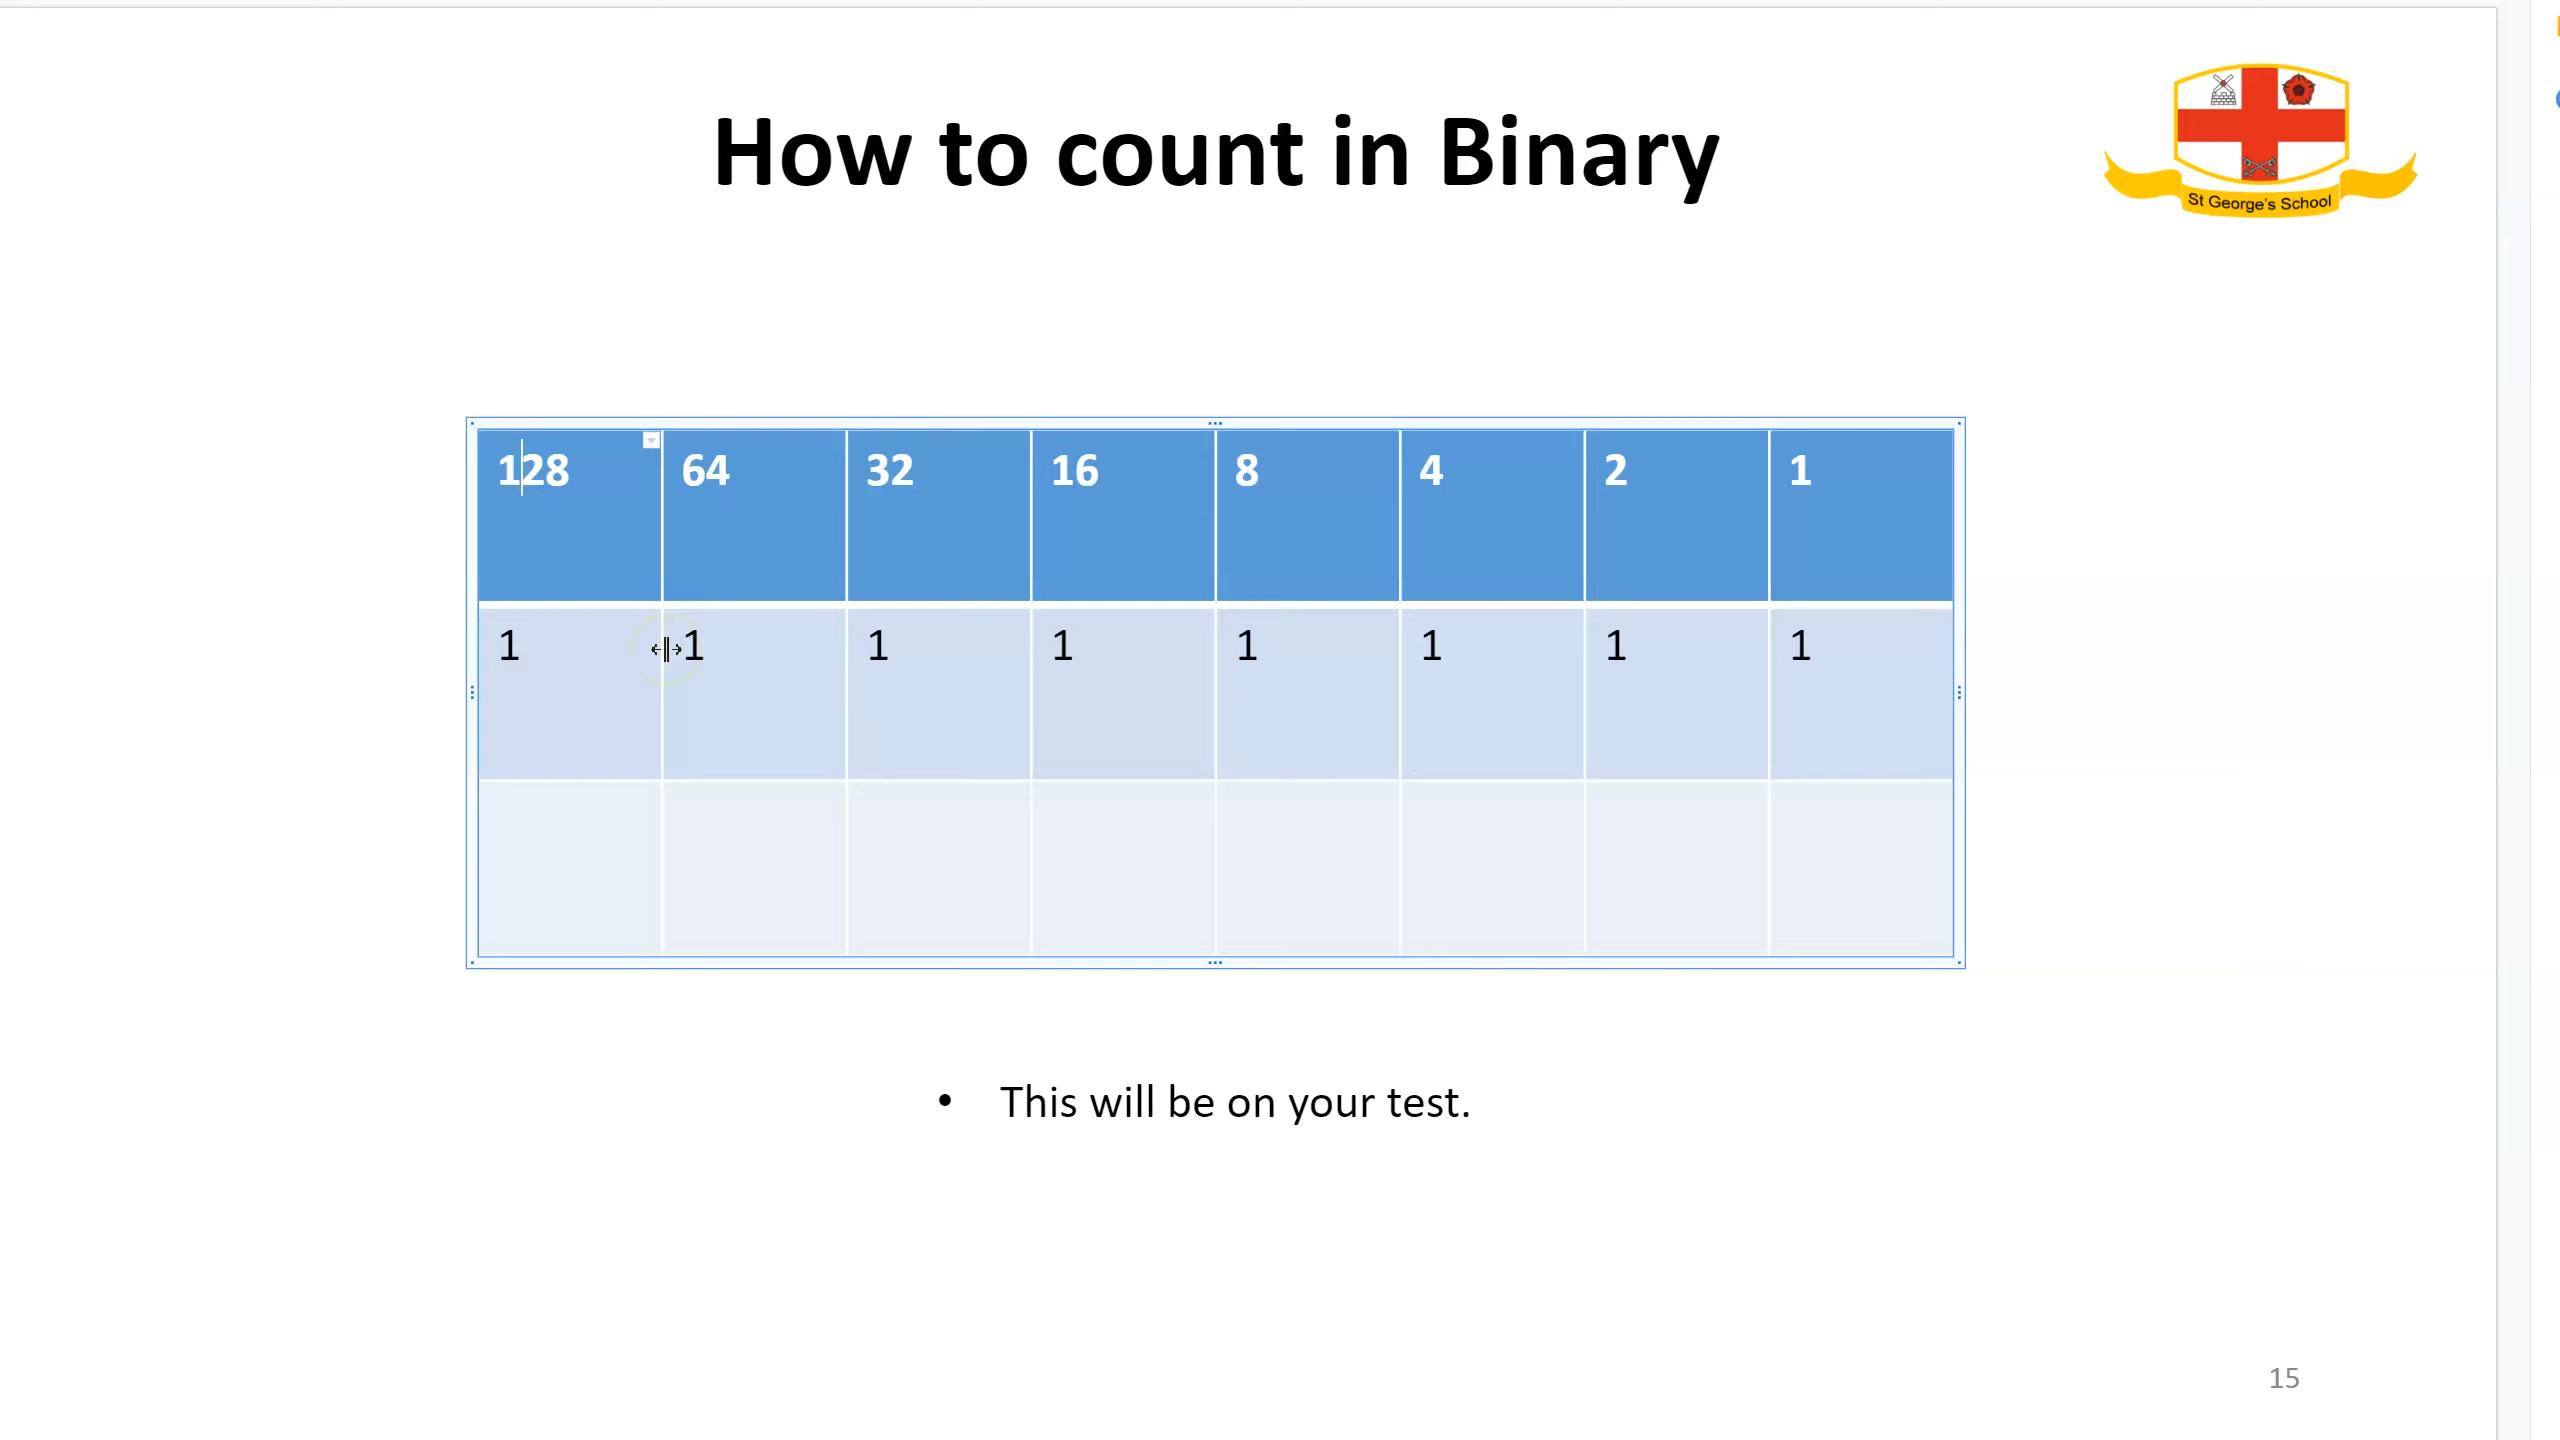 How to count in Binary
St George's School
128 64 32 16 8 4 2 1
1 1 1 1 1 1 1 1
• This will be on your test.
15